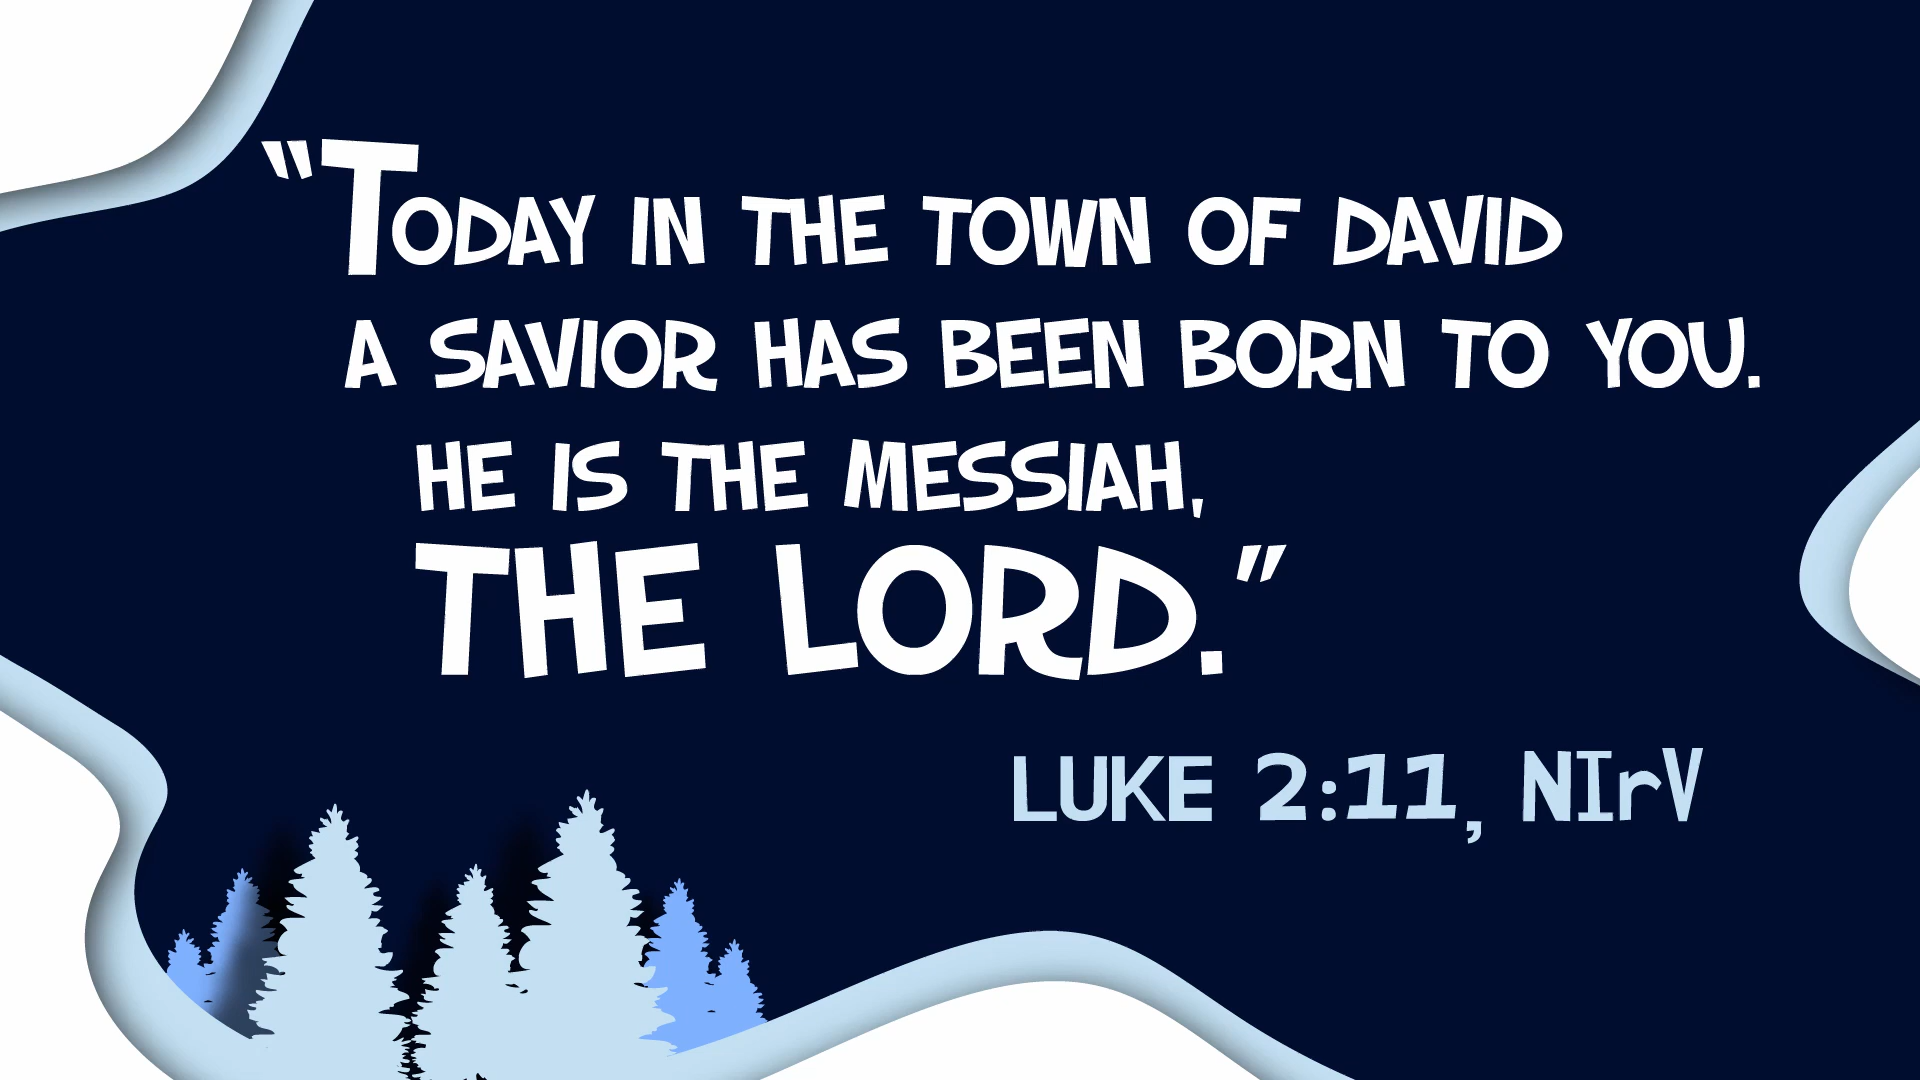 “Today in the town of David
a Savior has been born to you.
He is the Messiah,
the Lord.”
Luke 2:11, NIrV